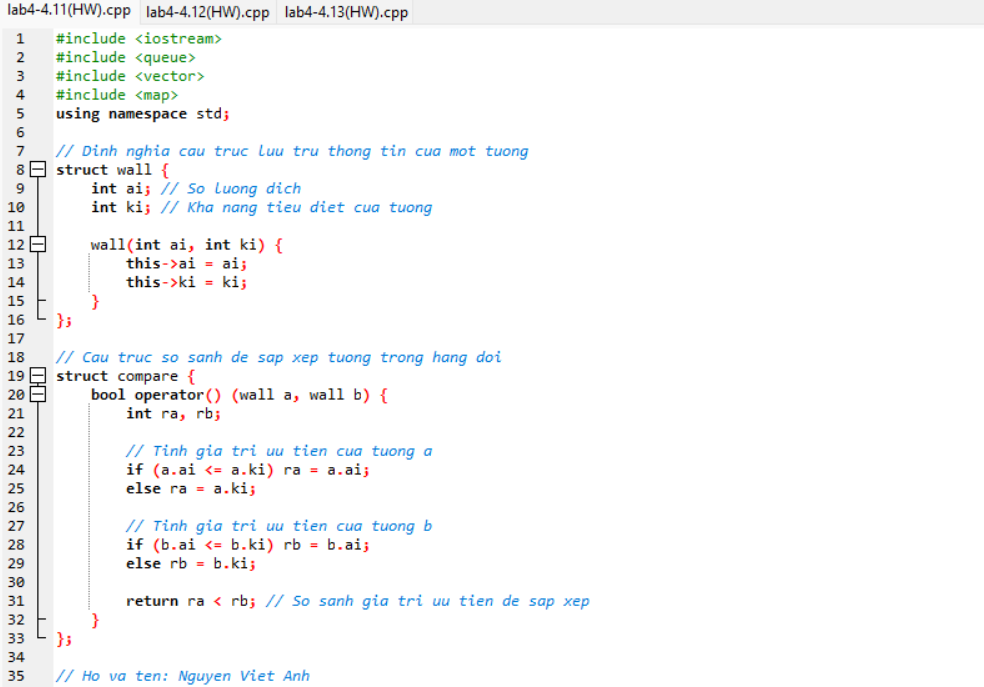 lab4-4.11(HW).cpp lab4-4.12(HW).cpp lab4-4.13(HW).cpp
1 #include <iostream>
2 #include <queue>
3 #include <vector>
4 #include <map>
5 using namespace std;
6
7 // Dinh nghia cau truc luu tru thong tin cua mot tuong
8 struct wall {
9 int ai; // So luong dich
10 int ki; // Kha nang tieu diet cua tuong
11
12 wall(int ai, int ki) {
13 this->ai = ai;
14 this->ki = ki;
15 }
16 };
17
18 // Cau truc so sanh de sap xep tuong trong hang doi
19 struct compare {
20 bool operator() (wall a, wall b) {
21 int ra, rb;
22
23 // Tinh gia tri uu tien cua tuong a
24 if (a.ai <= a.ki) ra = a.ai;
25 else ra = a.ki;
26
27 // Tinh gia tri uu tien cua tuong b
28 if (b.ai <= b.ki) rb = b.ai;
29 else rb = b.ki;
30
31 return ra < rb; // So sanh gia tri uu tien de sap xep
32 }
33 };
34
35 // Ho va ten: Nguyen Viet Anh